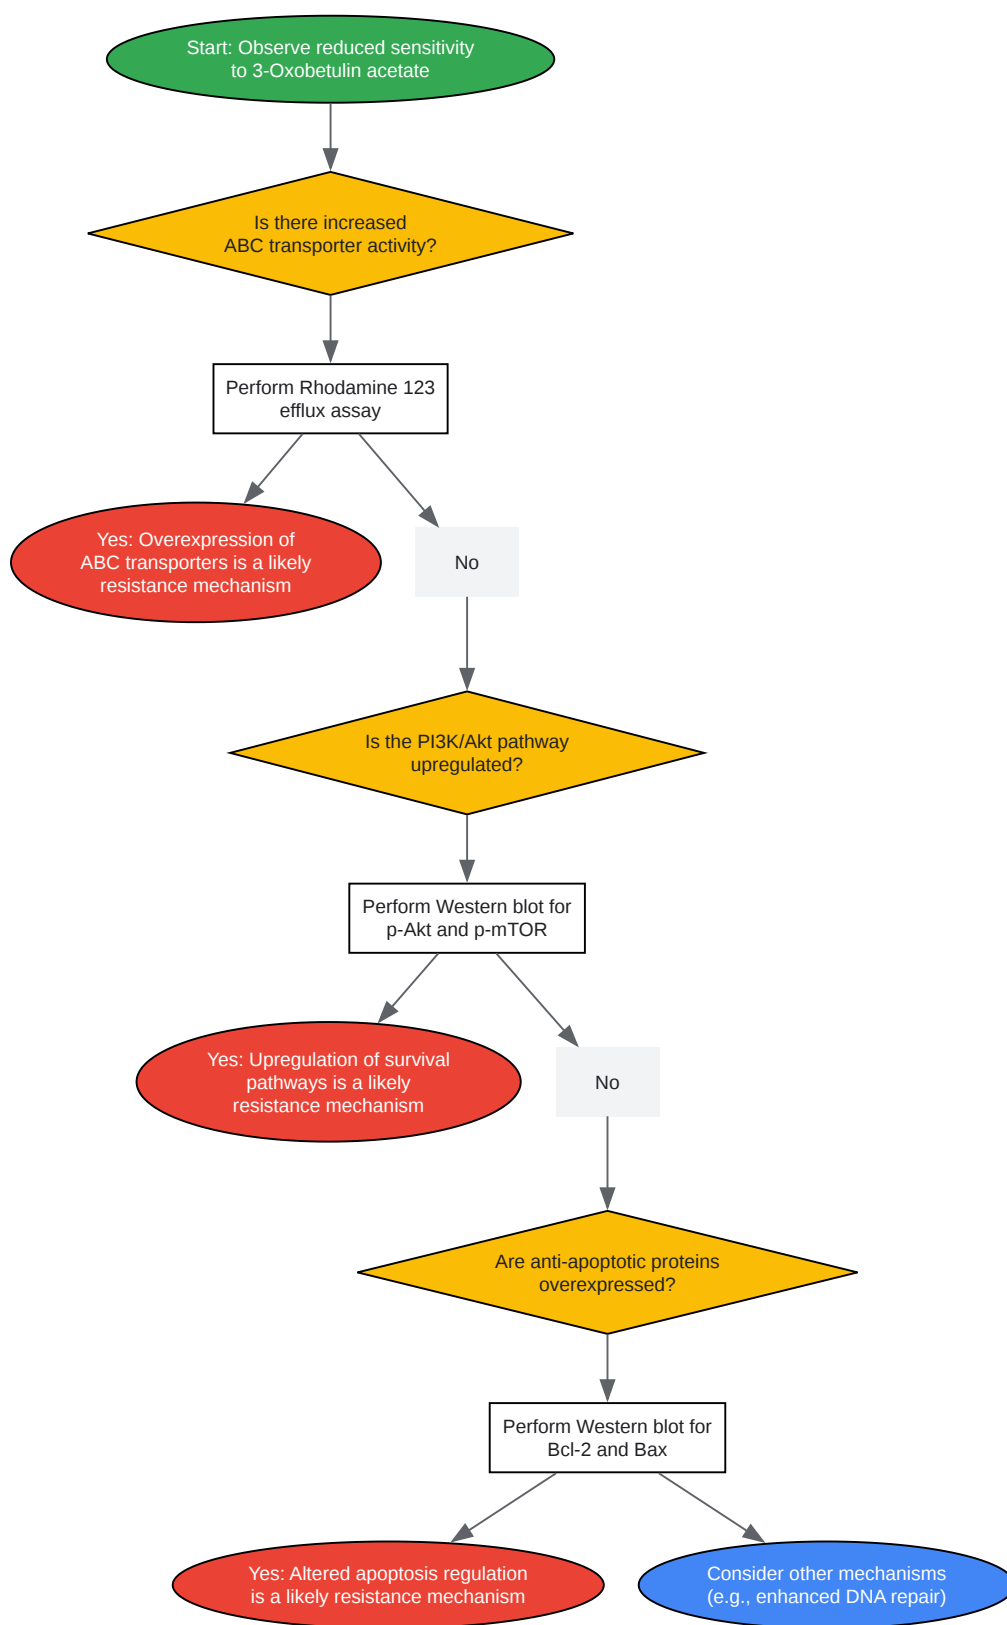 Start: Observe reduced sensitivity
to 3-Oxobetulin acetate
Is there increased
ABC transporter activity?
Perform Rhodamine 123
efflux assay
Yes: Overexpression of
ABC transporters is a likely
resistance mechanism
No
Is the PI3K/Akt pathway
upregulated?
Perform Western blot for
p-Akt and p-mTOR
Yes: Upregulation of survival
pathways is a likely
resistance mechanism
No
Are anti-apoptotic proteins
overexpressed?
Perform Western blot for
Bcl-2 and Bax
Yes: Altered apoptosis regulation
is a likely resistance mechanism
Consider other mechanisms
(e.g., enhanced DNA repair)